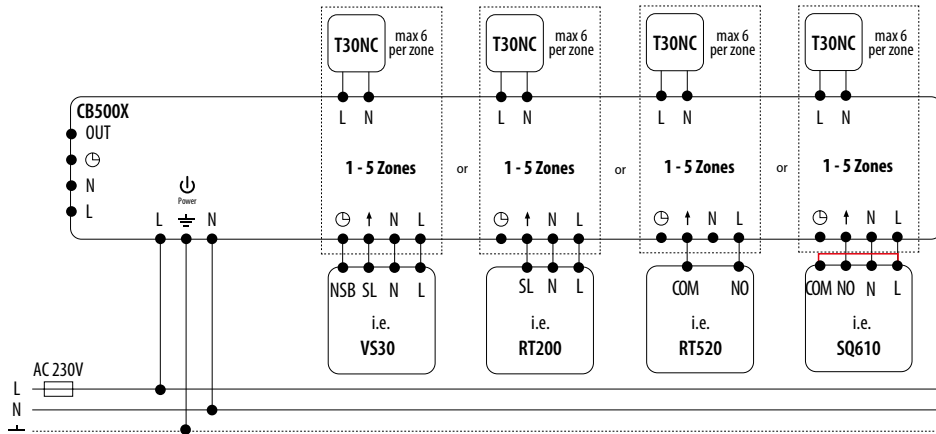 T30NC max 6 per zone T30NC max 6 per zone T30NC max 6 per zone T30NC max 6 per zone
CB500X
L N L N L N L N
OUT
N
L
1 - 5 Zones or 1 - 5 Zones or 1 - 5 Zones or 1 - 5 Zones
Power
L N
N L N L N L N L
NSB SL N L SL N L COM NO COM NO N L
i.e. i.e. i.e. i.e.
VS30 RT200 RT520 SQ610
AC 230V
L
N